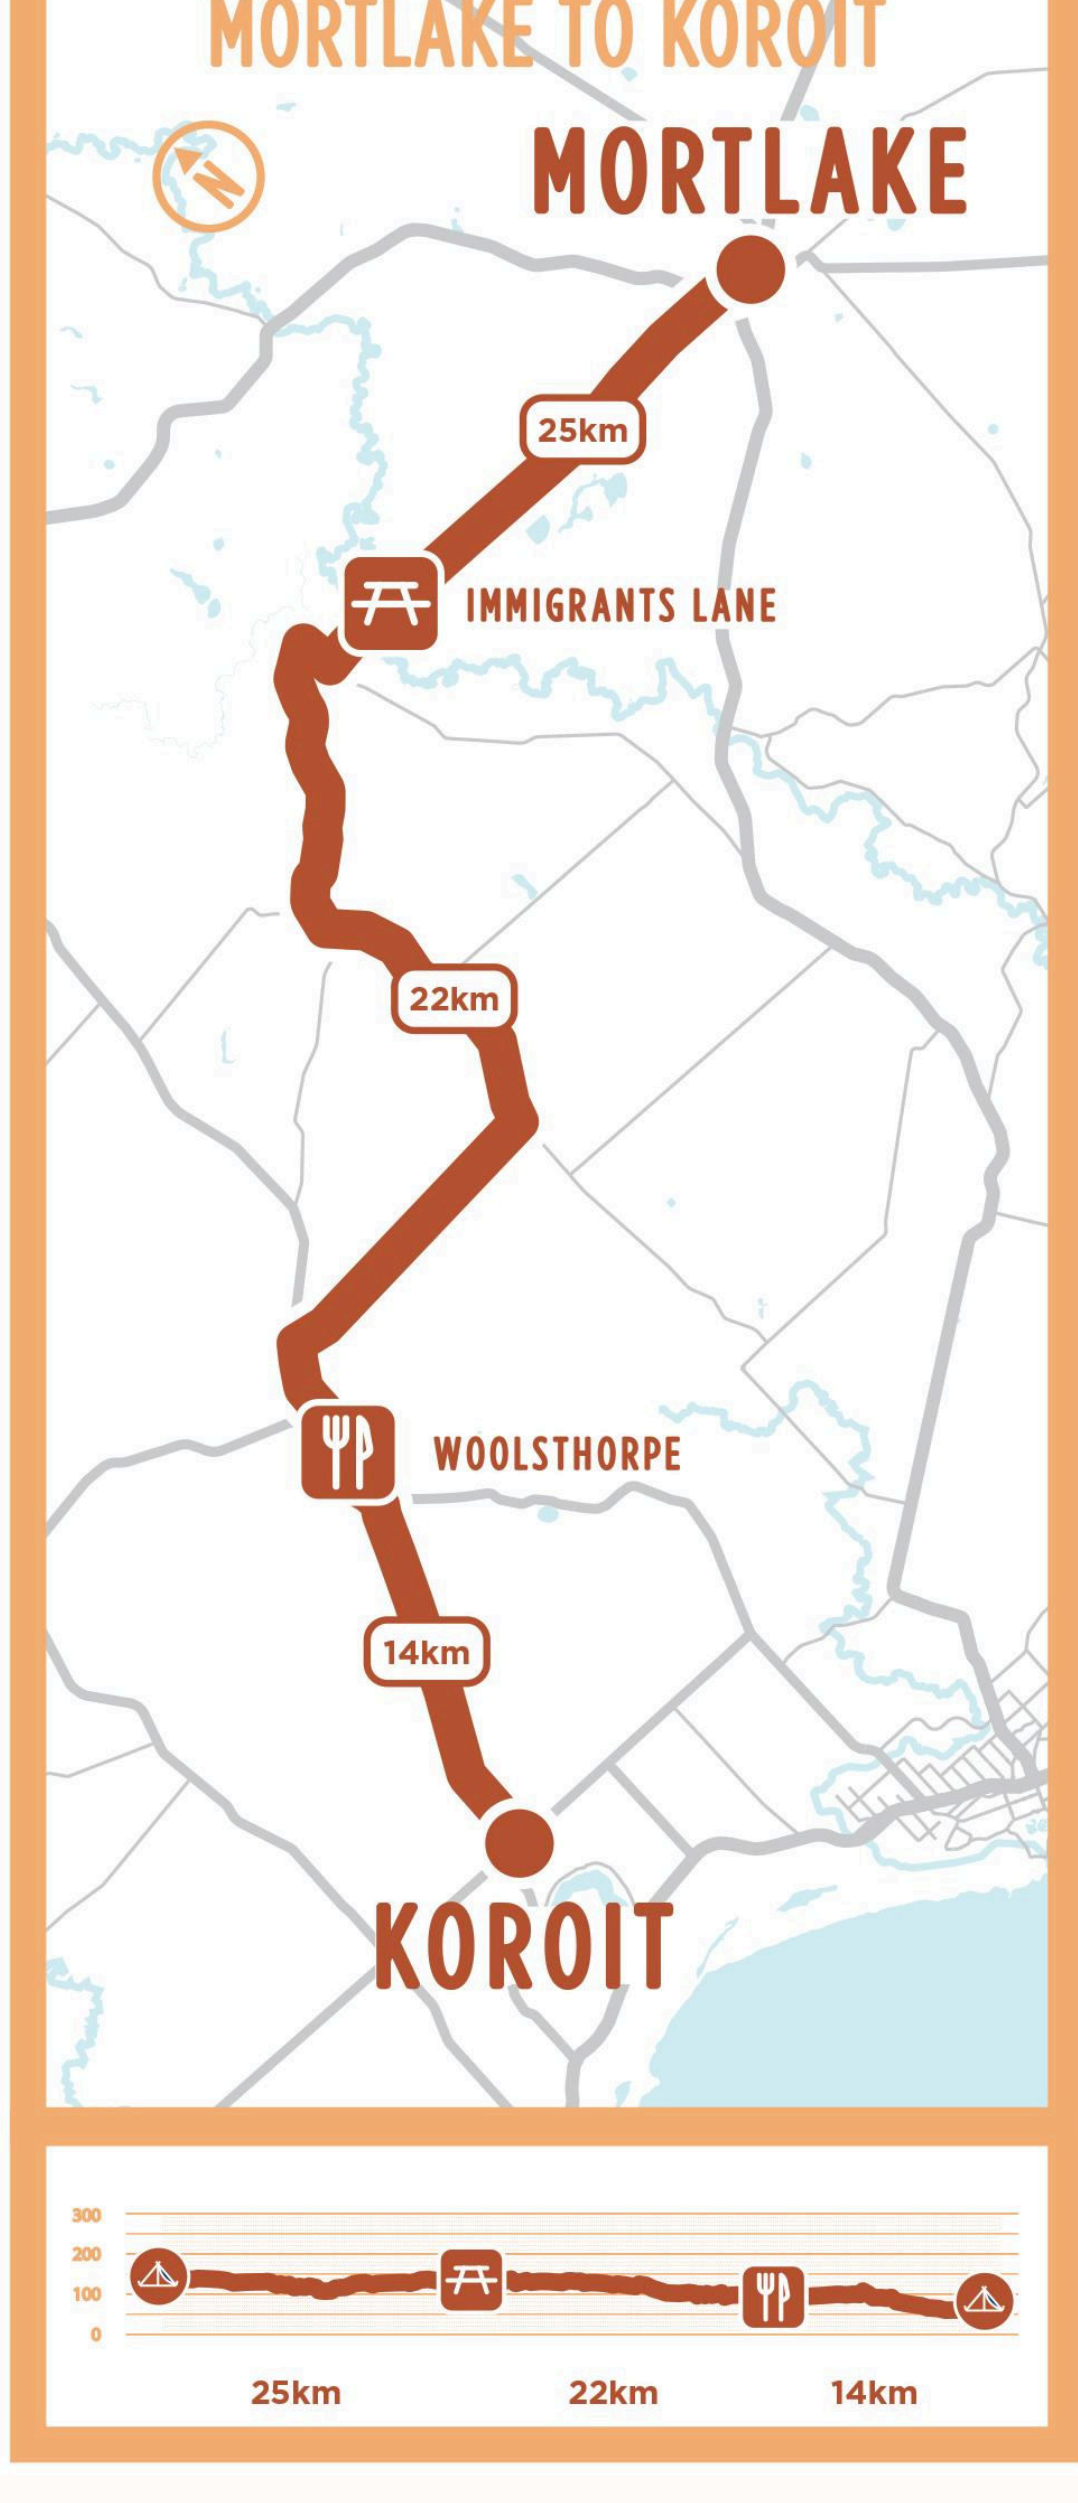 MORTLAKE TO KOROIT
N
MORTLAKE
25km
IMMIGRANTS LANE
22km
WOOLSTHORPE
14km
KOROIT
300
200
100
0
25km 22km 14km